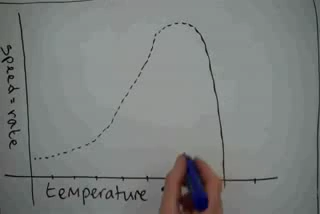 speed = rate
temperature